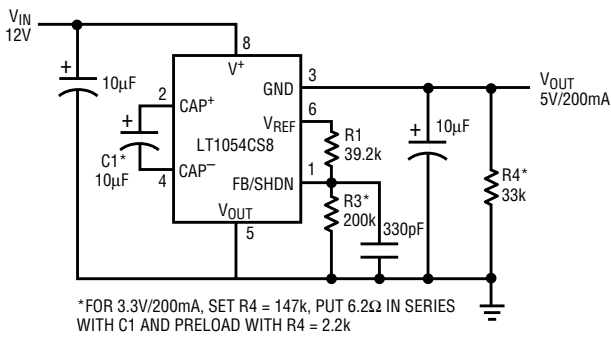 VIN
12V
8
V+
3
GND
VOUT
5V/200mA
+
10µF
2
CAP+
6
VREF
R1
39.2k
+
10µF
+
C1*
10µF
LT1054CS8
4
CAP–
1
FB/SHDN
R3*
200k
R4*
33k
330pF
VOUT
5
*FOR 3.3V/200mA, SET R4 = 147k, PUT 6.2Ω IN SERIES
WITH C1 AND PRELOAD WITH R4 = 2.2k